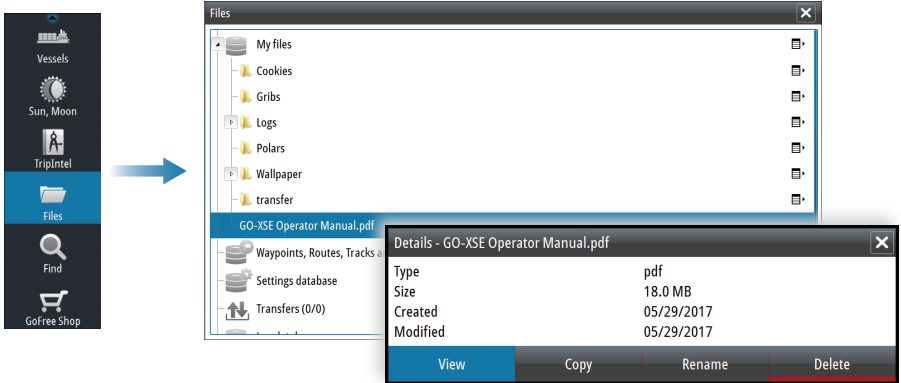 Vessels
Sun, Moon
TripIntel
Files
Find
GoFree Shop
Files
My files
Cookies
Gribs
Logs
Polars
Wallpaper
transfer
GO-XSE Operator Manual.pdf
Waypoints, Routes, Tracks
Settings database
Transfers (0/0)
Details - GO-XSE Operator Manual.pdf
Type pdf
Size 18.0 MB
Created 05/29/2017
Modified 05/29/2017
View Copy Rename Delete